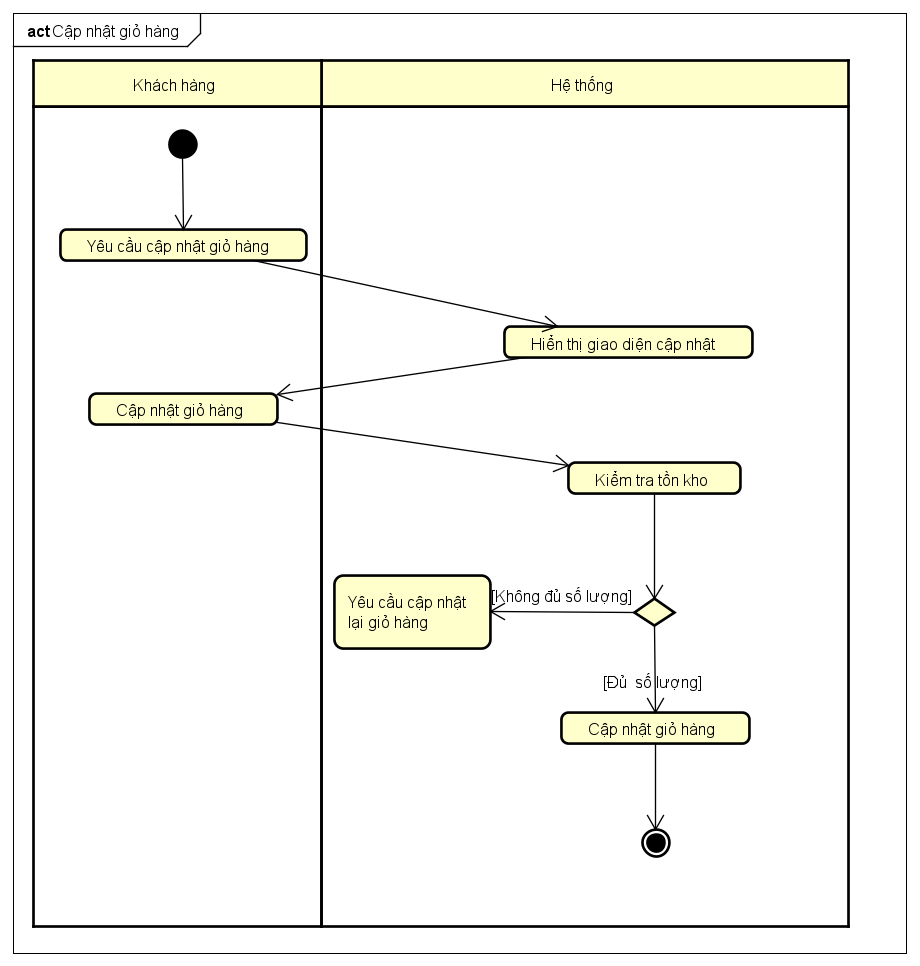 act Cập nhật giỏ hàng
Khách hàng
Hệ thống
Yêu cầu cập nhật giỏ hàng
Hiển thị giao diện cập nhật
Cập nhật giỏ hàng
Kiểm tra tồn kho
[Không đủ số lượng]
Yêu cầu cập nhật
lại giỏ hàng
[Đủ  số lượng]
Cập nhật giỏ hàng